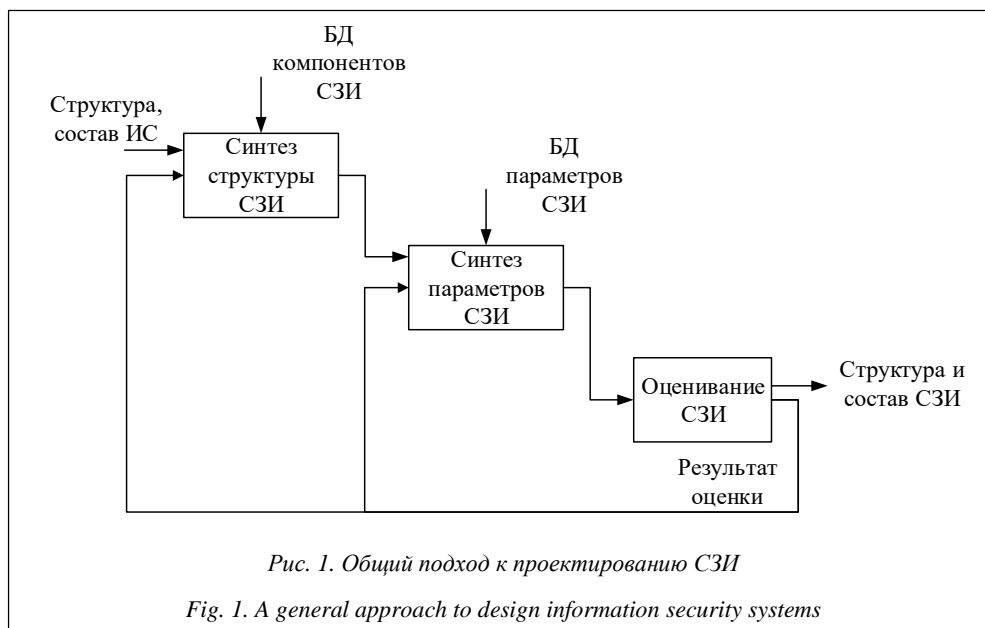 БД
компонентов
СЗИ
Структура,
состав ИС
Синтез
структуры
СЗИ
БД
параметров
СЗИ
Синтез
параметров
СЗИ
Оценивание
СЗИ
Структура и
состав СЗИ
Результат
оценки
Рис. 1. Общий подход к проектированию СЗИ
Fig. 1. A general approach to design information security systems